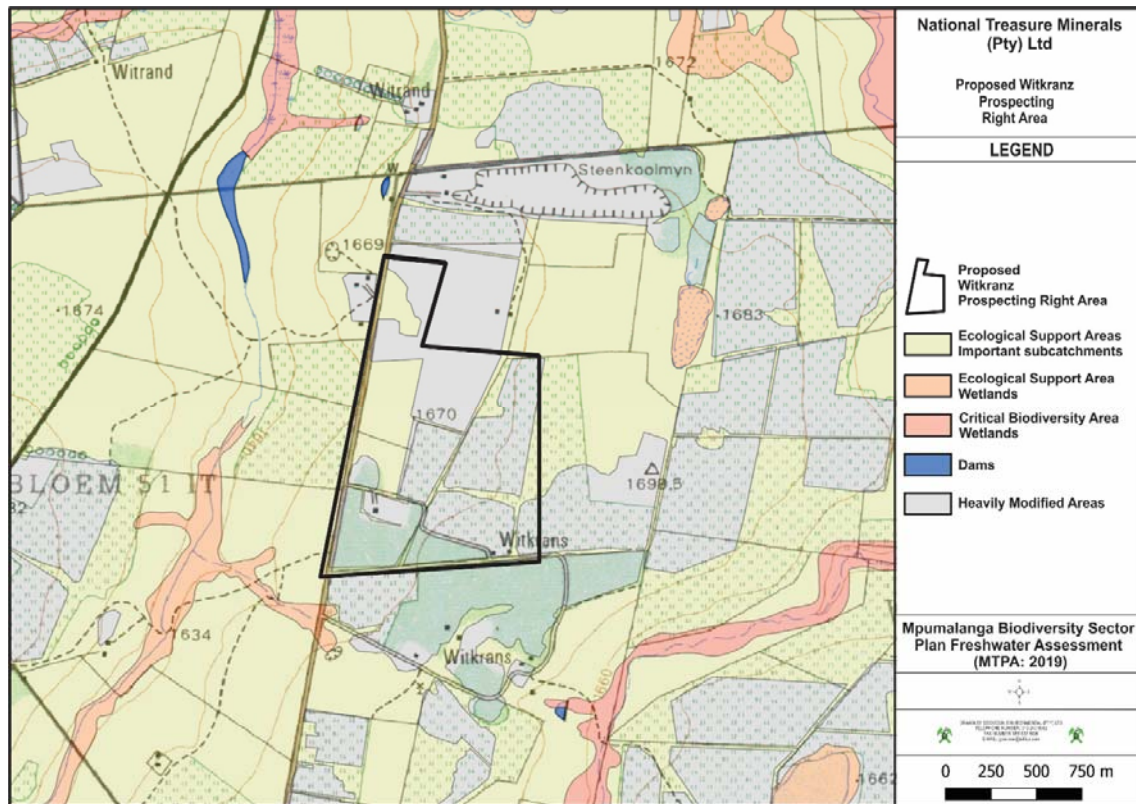 National Treasure Minerals
(Pty) Ltd
Proposed Witkranz
Prospecting
Right Area
LEGEND
Proposed
Witkranz
Prospecting Right Area
Ecological Support Areas
Important subcatchments
Ecological Support Area
Wetlands
Critical Biodiversity Area
Wetlands
Dams
Heavily Modified Areas
Mpumalanga Biodiversity Sector
Plan Freshwater Assessment
(MTPA: 2019)
0 250 500 750 m
Witrand
Witrand
1672
W
Steenkoolmyn
1669
1674
1683
1670
BLOEM 51 IT
1698,5
Witkrans
1634
Witkrans
1660
1662